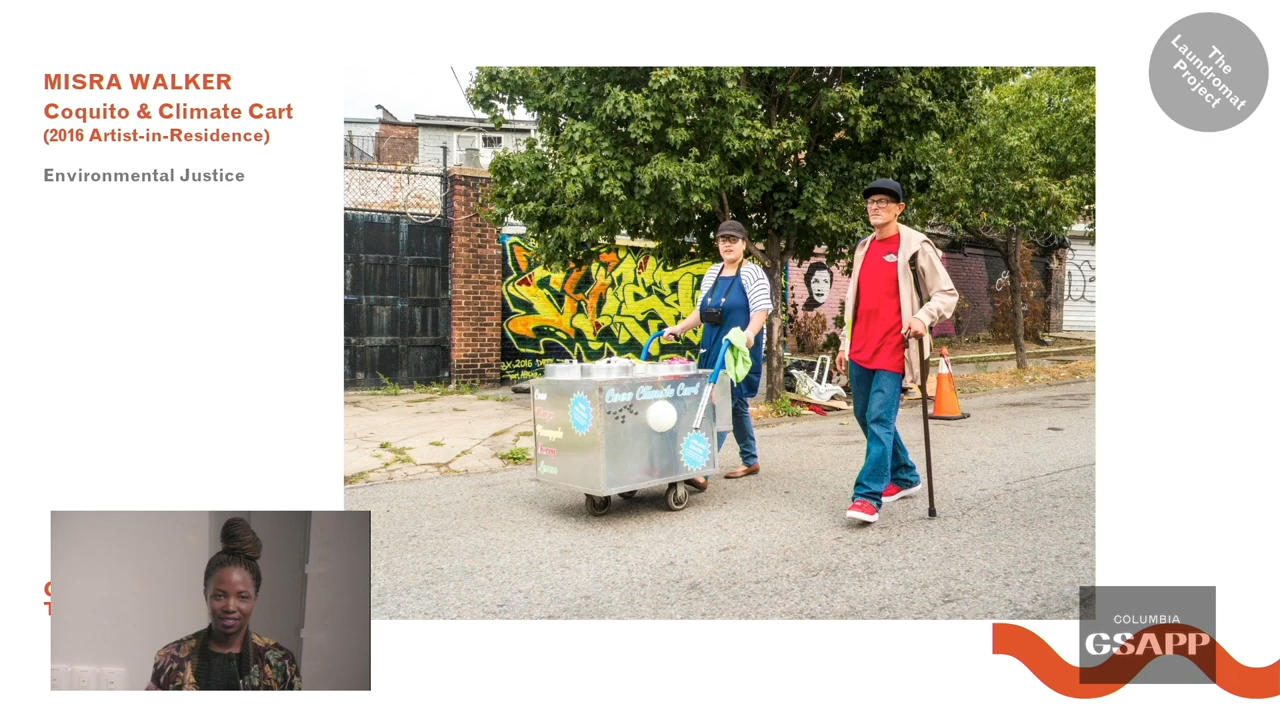 MISRA WALKER
Coquito & Climate Cart
(2016 Artist-in-Residence)
Environmental Justice
The
Laundromat
Project
Coco Climate Cart
Coco
COLUMBIA
GSAPP